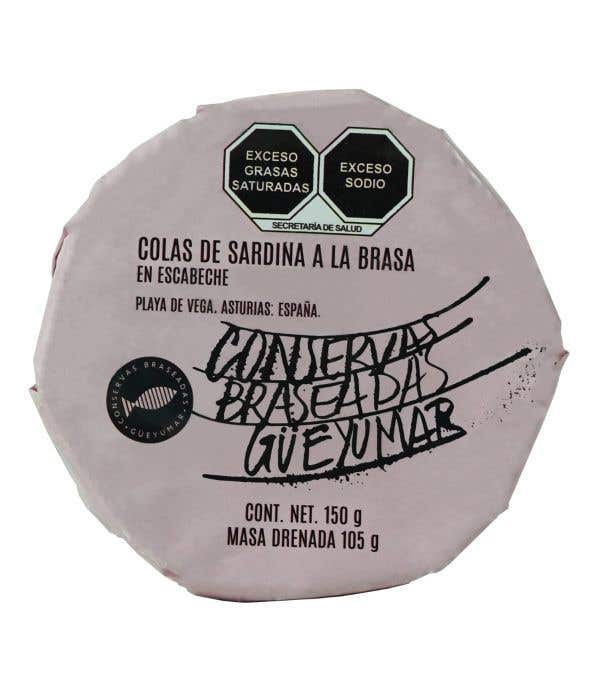 EXCESO
GRASAS
SATURADAS
EXCESO
SODIO
SECRETARÍA DE SALUD
COLAS DE SARDINA A LA BRASA
EN ESCABECHE
PLAYA DE VEGA. ASTURIAS: ESPAÑA.
CONSERVAS
BRASEADAS
GÜEYUMAR
CONSERVAS BRASEADAS
· GÜEYUMAR ·
CONT. NET. 150 g
MASA DRENADA 105 g